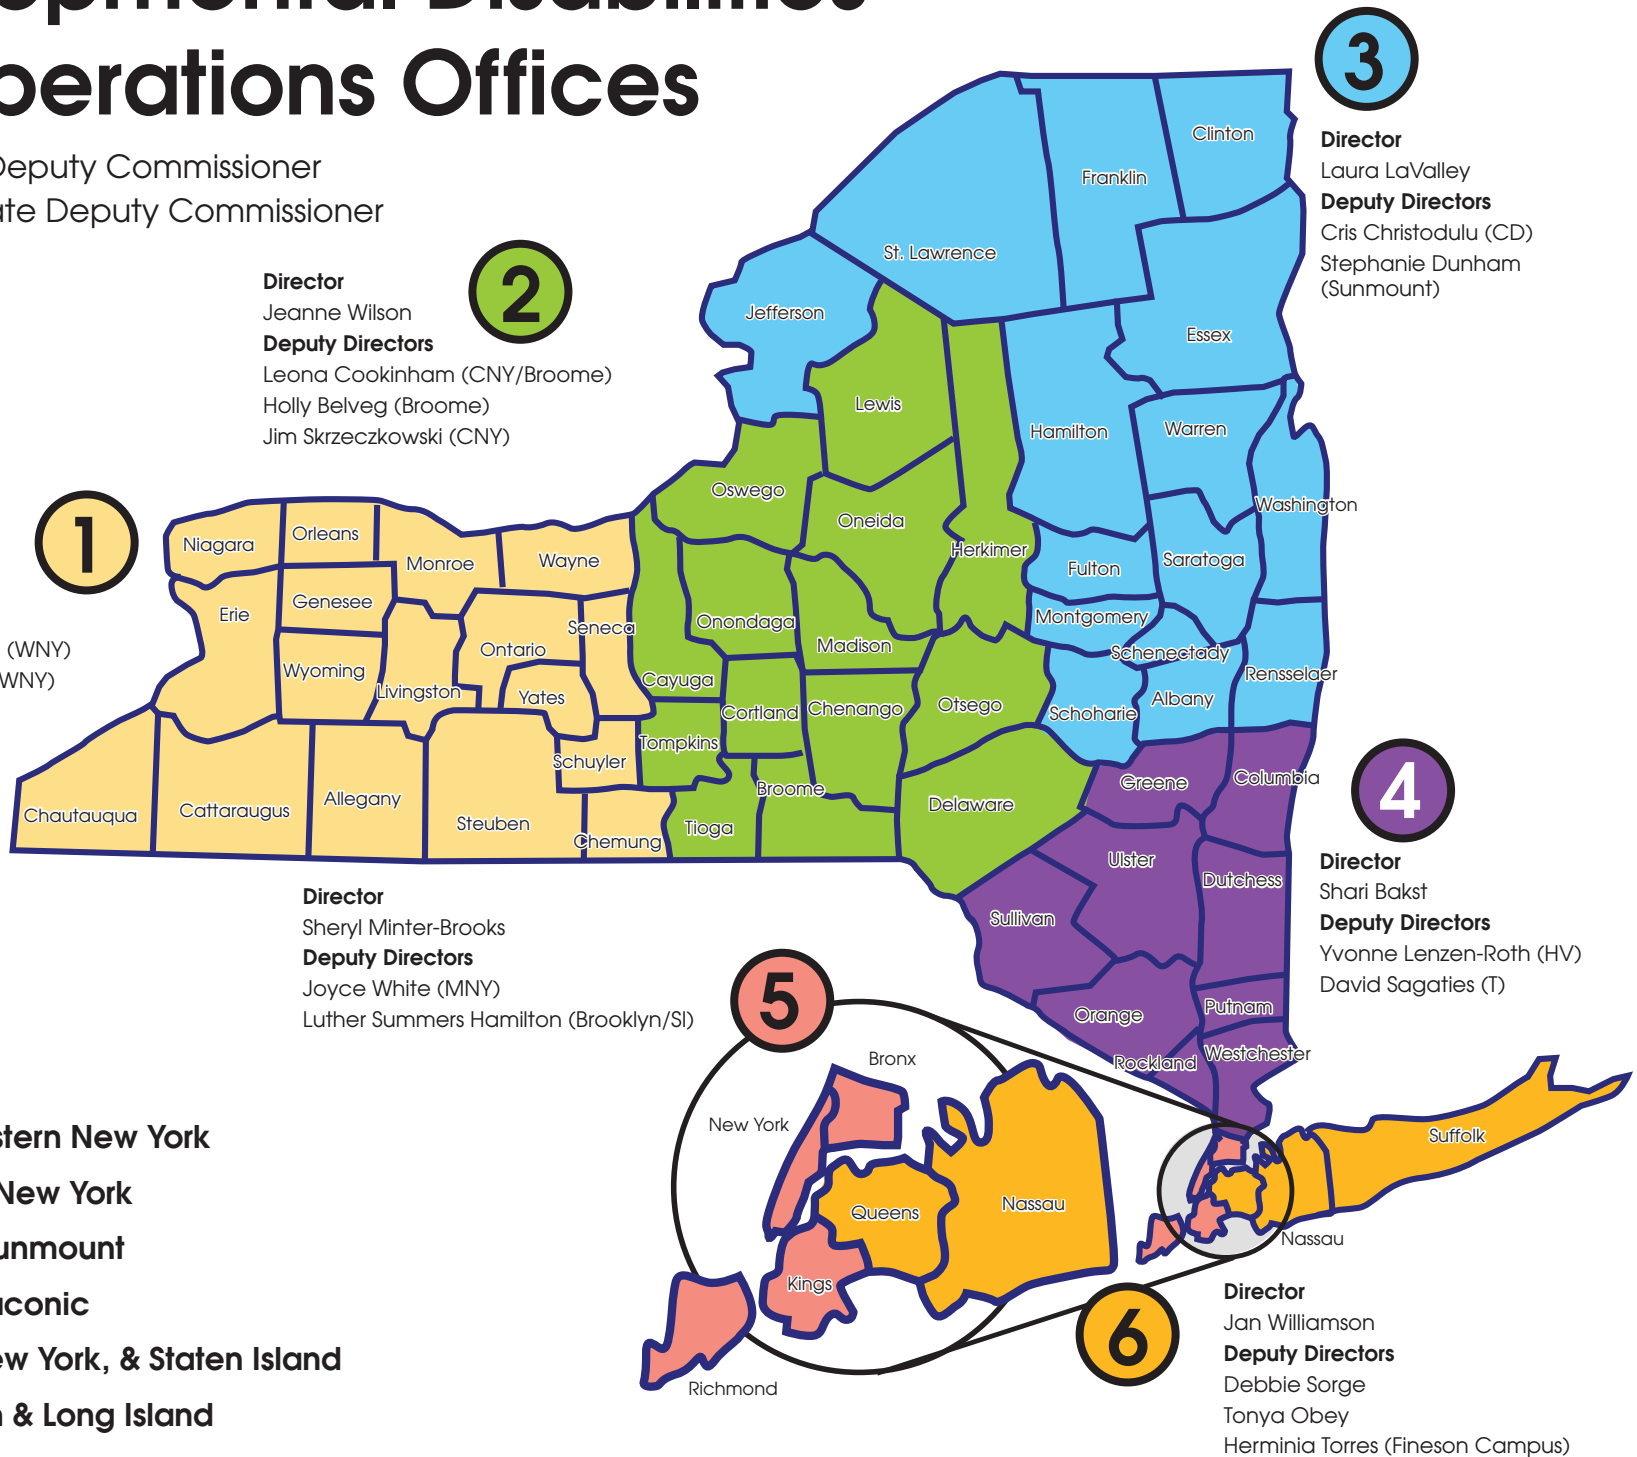 perations Offices
Deputy Commissioner
ate Deputy Commissioner
3
Director
Laura LaValley
Deputy Directors
Cris Christodulu (CD)
Stephanie Dunham
(Sunmount)
2
Director
Jeanne Wilson
Deputy Directors
Leona Cookinham (CNY/Broome)
Holly Belveg (Broome)
Jim Skrzeczkowski (CNY)
1
(WNY)
WNY)
Clinton
Franklin
St. Lawrence
Jefferson
Essex
Lewis
Hamilton
Warren
Oswego
Washington
Oneida
Herkimer
Niagara
Orleans
Monroe
Wayne
Fulton
Saratoga
Erie
Genesee
Seneca
Onondaga
Madison
Montgomery
Ontario
Schenectady
Wyoming
Livingston
Yates
Cayuga
Cortland
Chenango
Otsego
Schoharie
Albany
Rensselaer
Tompkins
Schuyler
Broome
Greene
Columbia
Chautauqua
Cattaraugus
Allegany
Steuben
Chemung
Tioga
Delaware
Ulster
Dutchess
Sullivan
Orange
Putnam
Rockland
Westchester
4
Director
Shari Bakst
Deputy Directors
Yvonne Lenzen-Roth (HV)
David Sagaties (T)
Director
Sheryl Minter-Brooks
Deputy Directors
Joyce White (MNY)
Luther Summers Hamilton (Brooklyn/SI)
5
Bronx
New York
Queens
Nassau
Kings
Richmond
Suffolk
Nassau
6
Director
Jan Williamson
Deputy Directors
Debbie Sorge
Tonya Obey
Herminia Torres (Fineson Campus)
stern New York
New York
unmount
aconic
ew York, & Staten Island
& Long Island